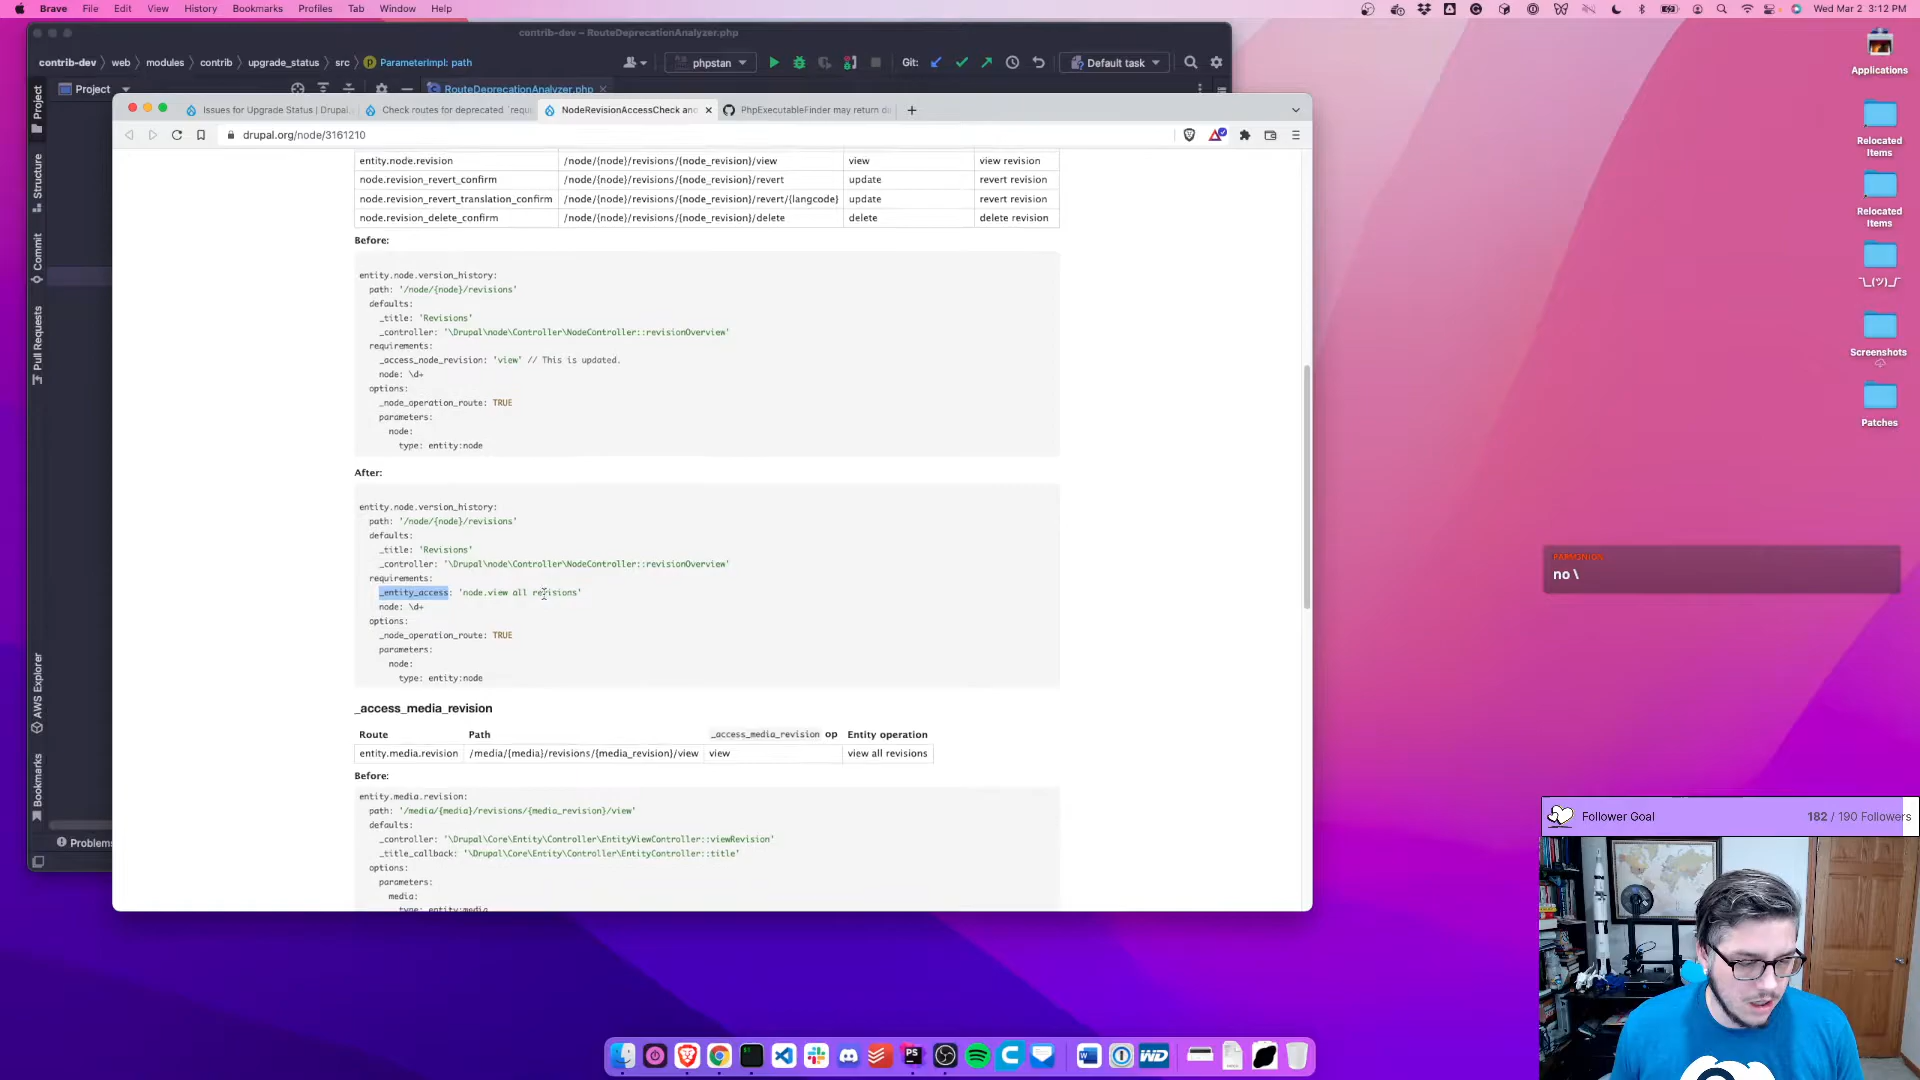 Brave File Edit View History Bookmarks Profiles Tab Window Help
Wed Mar 2 3:12 PM
contrib-dev – RouteDeprecationAnalyzer.php
contrib-dev › web › modules › contrib › upgrade_status › src › ParameterImpl: path
phpstan
Git:
Default task
Project
RouteDeprecationAnalyzer.php
Issues for Upgrade Status | Drupal.
Check routes for deprecated `requ
NodeRevisionAccessCheck and
PhpExecutableFinder may return d
drupal.org/node/3161210
Project
Structure
Commit
Pull Requests
AWS Explorer
Bookmarks
Problems
entity.node.revision /node/{node}/revisions/{node_revision}/view view view revision
node.revision_revert_confirm /node/{node}/revisions/{node_revision}/revert update revert revision
node.revision_revert_translation_confirm /node/{node}/revisions/{node_revision}/revert/{langcode} update revert revision
node.revision_delete_confirm /node/{node}/revisions/{node_revision}/delete delete delete revision
Before:
entity.node.version_history:
path: '/node/{node}/revisions'
defaults:
_title: 'Revisions'
_controller: '\Drupal\node\Controller\NodeController::revisionOverview'
requirements:
_access_node_revision: 'view' // This is updated.
node: \d+
options:
_node_operation_route: TRUE
parameters:
node:
type: entity:node
After:
entity.node.version_history:
path: '/node/{node}/revisions'
defaults:
_title: 'Revisions'
_controller: '\Drupal\node\Controller\NodeController::revisionOverview'
requirements:
_entity_access: 'node.view all revisions'
node: \d+
options:
_node_operation_route: TRUE
parameters:
node:
type: entity:node
_access_media_revision
Route Path _access_media_revision op Entity operation
entity.media.revision /media/{media}/revisions/{media_revision}/view view view all revisions
Before:
entity.media.revision:
path: '/media/{media}/revisions/{media_revision}/view'
defaults:
_controller: '\Drupal\Core\Entity\Controller\EntityViewController::viewRevision'
_title_callback: '\Drupal\Core\Entity\Controller\EntityController::title'
options:
parameters:
media:
type: entity:media
Applications
Relocated Items
Relocated Items
¯\_(ツ)_/¯
Screenshots
Patches
no \
Follower Goal 182 / 190 Followers
PS
WD